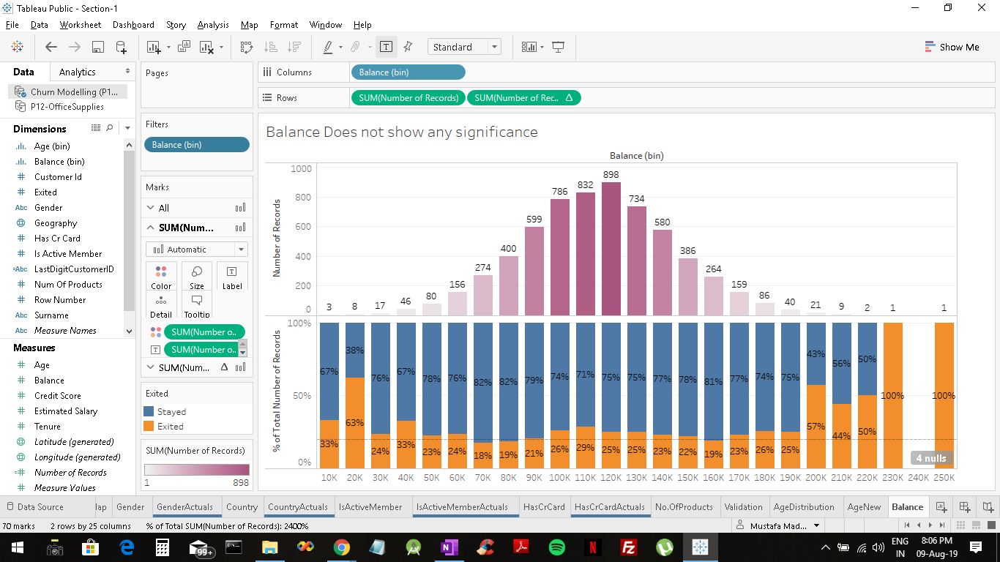 Tableau Public - Section-1
File Data Worksheet Dashboard Story Analysis Map Format Window Help
Standard
Show Me
Data Analytics
Churn Modelling (P1...
P12-OfficeSupplies
Dimensions
Age (bin)
Balance (bin)
Customer Id
Exited
Abc Gender
Geography
Has Cr Card
Is Active Member
=Abc LastDigitCustomerID
Num Of Products
Row Number
Abc Surname
Abc Measure Names
Measures
Age
Balance
Credit Score
Estimated Salary
Tenure
Latitude (generated)
Longitude (generated)
Number of Records
Measure Values
Pages
Filters
Balance (bin)
Marks
All
SUM(Num...
Automatic
Color Size Label
Detail Tooltip
SUM(Number o..
SUM(Number o..
SUM(Num... Δ
Exited
Stayed
Exited
SUM(Number of Records)
1 898
Columns Balance (bin)
Rows SUM(Number of Records) SUM(Number of Rec.. Δ
Balance Does not show any significance
Balance (bin)
Number of Records
1000
800
600
400
200
0
3 8 17 46 80 156 274 400 599 786 832 898 734 580 386 264 159 86 40 21 9 2 1 1
% of Total Number of Records
100%
50%
0%
67% 38% 76% 67% 78% 76% 82% 82% 79% 74% 71% 75% 75% 77% 78% 81% 77% 74% 75% 43% 56% 50% 100% 100%
33% 63% 24% 33% 23% 24% 18% 19% 21% 26% 29% 25% 25% 23% 22% 19% 23% 26% 25% 57% 44% 50%
4 nulls
10K 20K 30K 40K 50K 60K 70K 80K 90K 100K 110K 120K 130K 140K 150K 160K 170K 180K 190K 200K 210K 220K 230K 240K 250K
Data Source lap Gender GenderActuals Country CountryActuals IsActiveMember IsActiveMemberActuals HasCrCard HasCrCardActuals No.OfProducts Validation AgeDistribution AgeNew Balance
70 marks 2 rows by 25 columns % of Total SUM(Number of Records): 2400%
Mustafa Mad...
99+
ENG
IN
8:06 PM
09-Aug-19